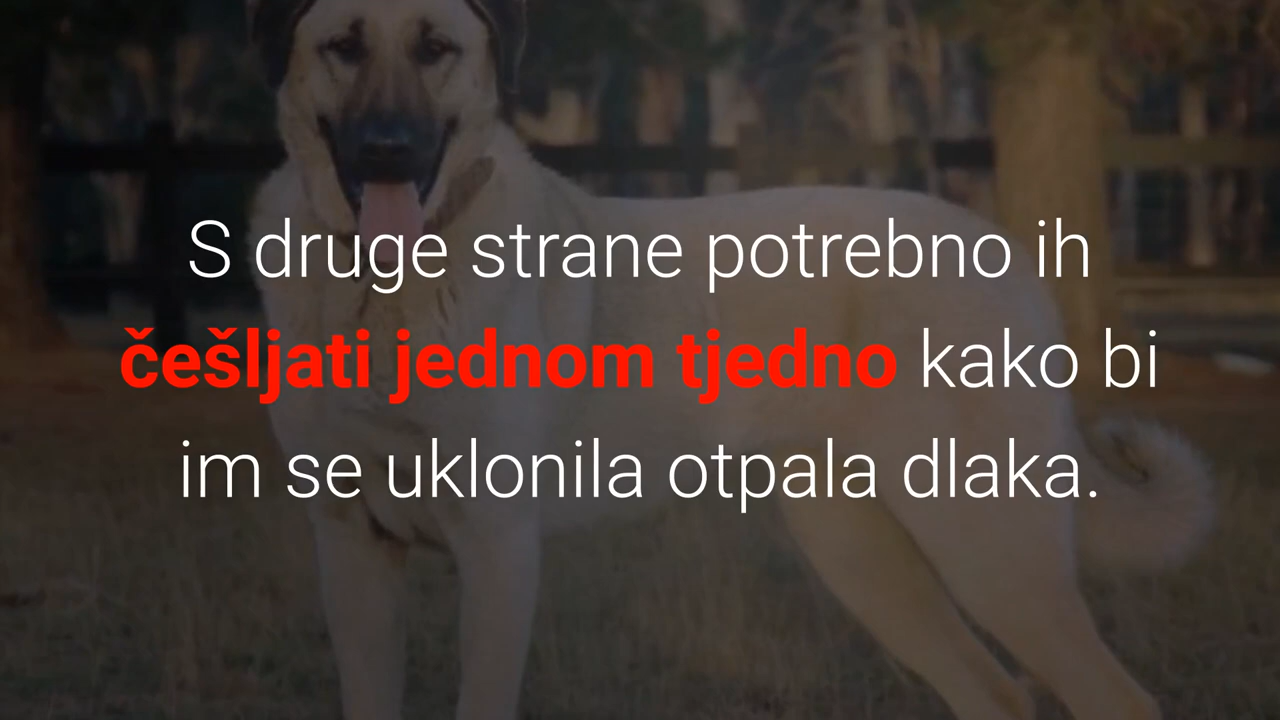 S druge strane potrebno ih
češljati jednom tjedno kako bi
im se uklonila otpala dlaka.